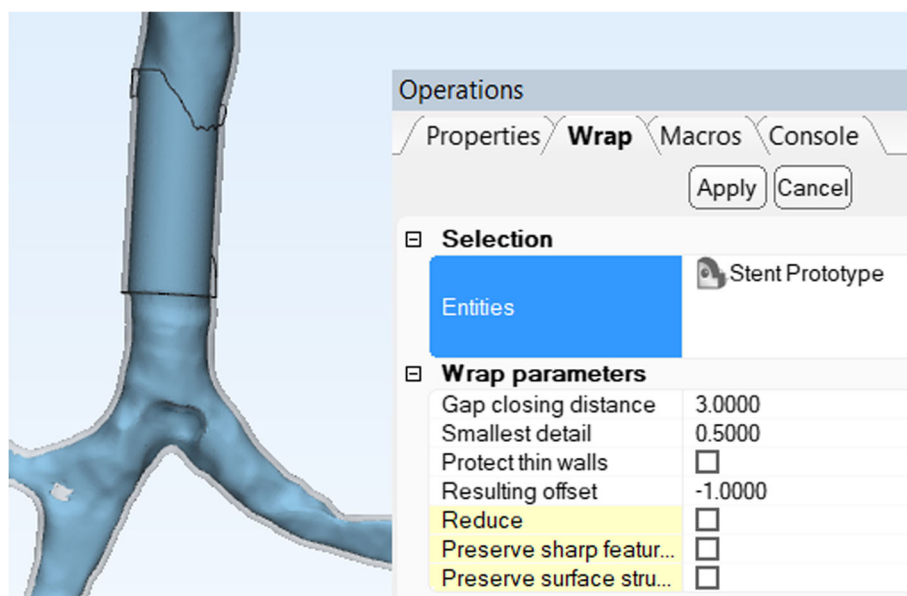 Operations
Properties Wrap Macros Console
Apply Cancel
Selection
Entities Stent Prototype
Wrap parameters
Gap closing distance 3.0000
Smallest detail 0.5000
Protect thin walls
Resulting offset -1.0000
Reduce
Preserve sharp featur...
Preserve surface stru...